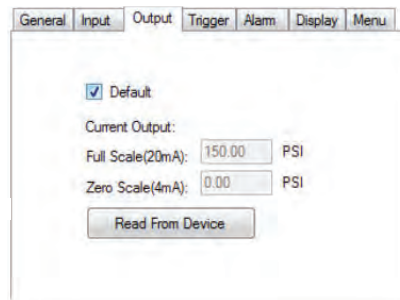 General Input Output Trigger Alarm Display Menu
Default
Current Output:
Full Scale(20mA): 150.00 PSI
Zero Scale(4mA): 0.00 PSI
Read From Device